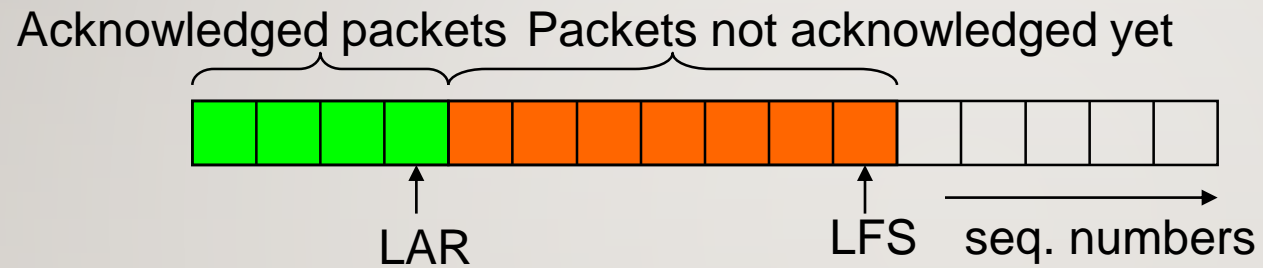 Acknowledged packets Packets not acknowledged yet
LAR LFS seq. numbers